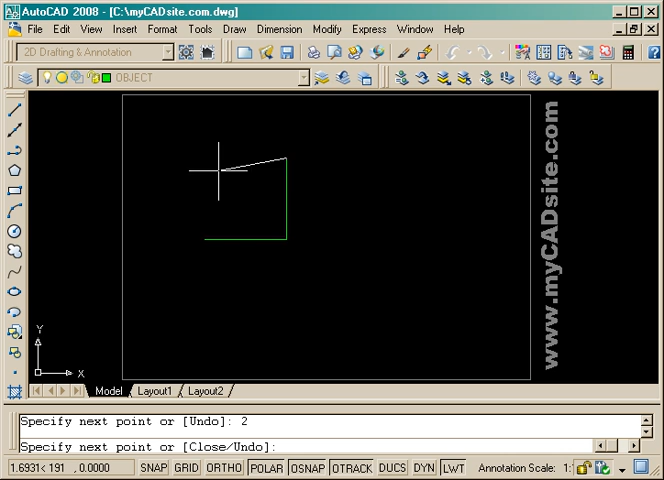 AutoCAD 2008 - [C:\myCADsite.com.dwg]
File Edit View Insert Format Tools Draw Dimension Modify Express Window Help
2D Drafting & Annotation
OBJECT
www.myCADsite.com
Y
X
Model Layout1 Layout2
Specify next point or [Undo]: 2
Specify next point or [Close/Undo]:
1.6931< 191 , 0.0000 SNAP GRID ORTHO POLAR OSNAP OTRACK DUCS DYN LWT Annotation Scale: 1: